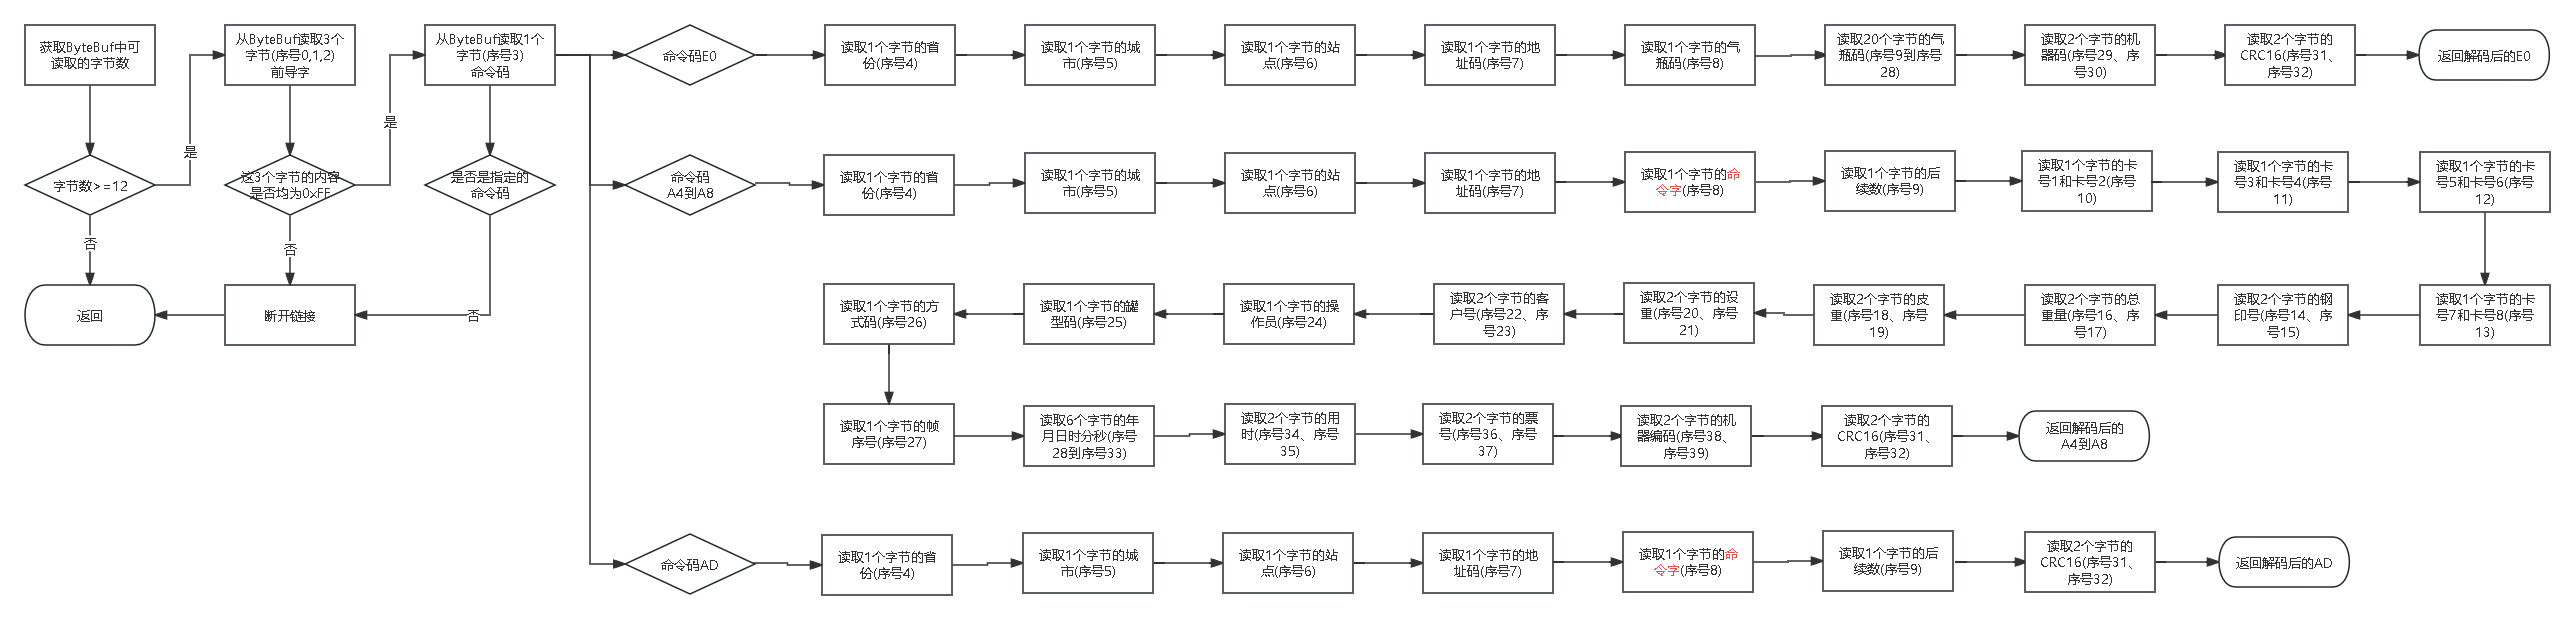 获取ByteBuf中可
读取的字节数
字节数>=12
是
否
返回
从ByteBuf读取3个
字节(序号0,1,2)
前导字
这3个字节的内容
是否均为0xFF
是
否
断开链接
从ByteBuf读取1个
字节(序号3)
命令码
是否是指定的
命令码
否
命令码E0
读取1个字节的省
份(序号4)
读取1个字节的城
市(序号5)
读取1个字节的站
点(序号6)
读取1个字节的地
址码(序号7)
读取1个字节的气
瓶码(序号8)
读取20个字节的气
瓶码(序号9到序号
28)
读取2个字节的机
器码(序号29、序
号30)
读取2个字节的
CRC16(序号31、
序号32)
返回解码后的E0
命令码
A4到A8
读取1个字节的省
份(序号4)
读取1个字节的城
市(序号5)
读取1个字节的站
点(序号6)
读取1个字节的地
址码(序号7)
读取1个字节的命
令字(序号8)
读取1个字节的后
续数(序号9)
读取1个字节的卡
号1和卡号2(序号
10)
读取1个字节的卡
号3和卡号4(序号
11)
读取1个字节的卡
号5和卡号6(序号
12)
读取1个字节的卡
号7和卡号8(序号
13)
读取2个字节的钢
印号(序号14、序
号15)
读取2个字节的总
重量(序号16、序
号17)
读取2个字节的皮
重(序号18、序号
19)
读取2个字节的设
重(序号20、序号
21)
读取2个字节的客
户号(序号22、序
号23)
读取1个字节的操
作员(序号24)
读取1个字节的罐
型码(序号25)
读取1个字节的方
式码(序号26)
读取1个字节的帧
序号(序号27)
读取6个字节的年
月日时分秒(序号
28到序号33)
读取2个字节的用
时(序号34、序号
35)
读取2个字节的票
号(序号36、序号
37)
读取2个字节的机
器编码(序号38、
序号39)
读取2个字节的
CRC16(序号31、
序号32)
返回解码后的
A4到A8
命令码AD
读取1个字节的省
份(序号4)
读取1个字节的城
市(序号5)
读取1个字节的站
点(序号6)
读取1个字节的地
址码(序号7)
读取1个字节的命
令字(序号8)
读取1个字节的后
续数(序号9)
读取2个字节的
CRC16(序号31、
序号32)
返回解码后的AD